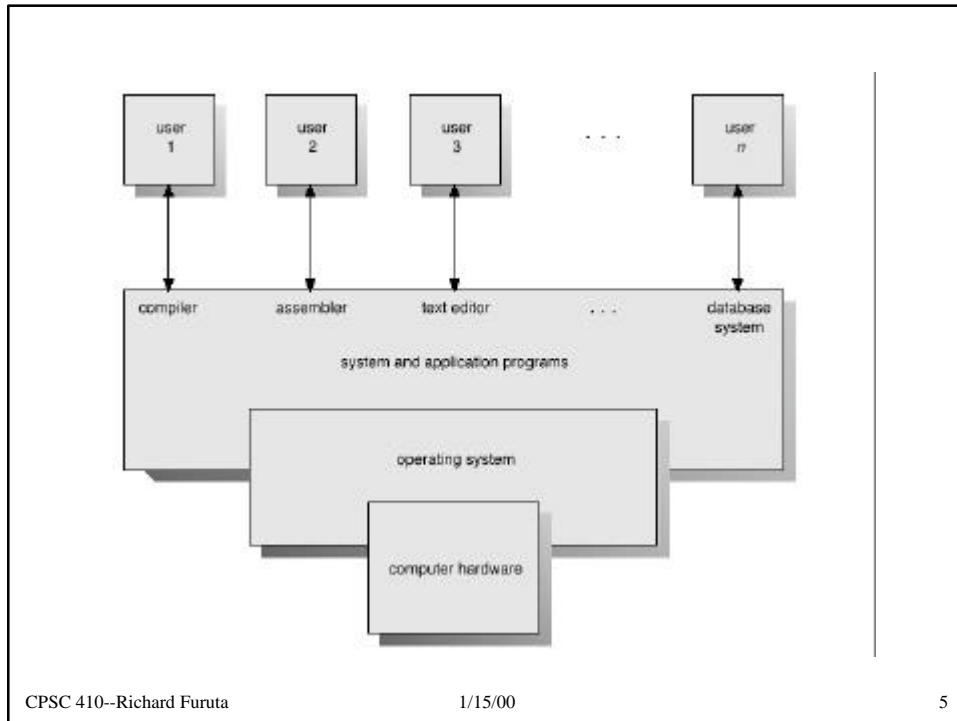 user
1
user
2
user
3
. . .
user
n
compiler
assembler
text editor
. . .
database
system
system and application programs
operating system
computer hardware
CPSC 410--Richard Furuta 1/15/00 5